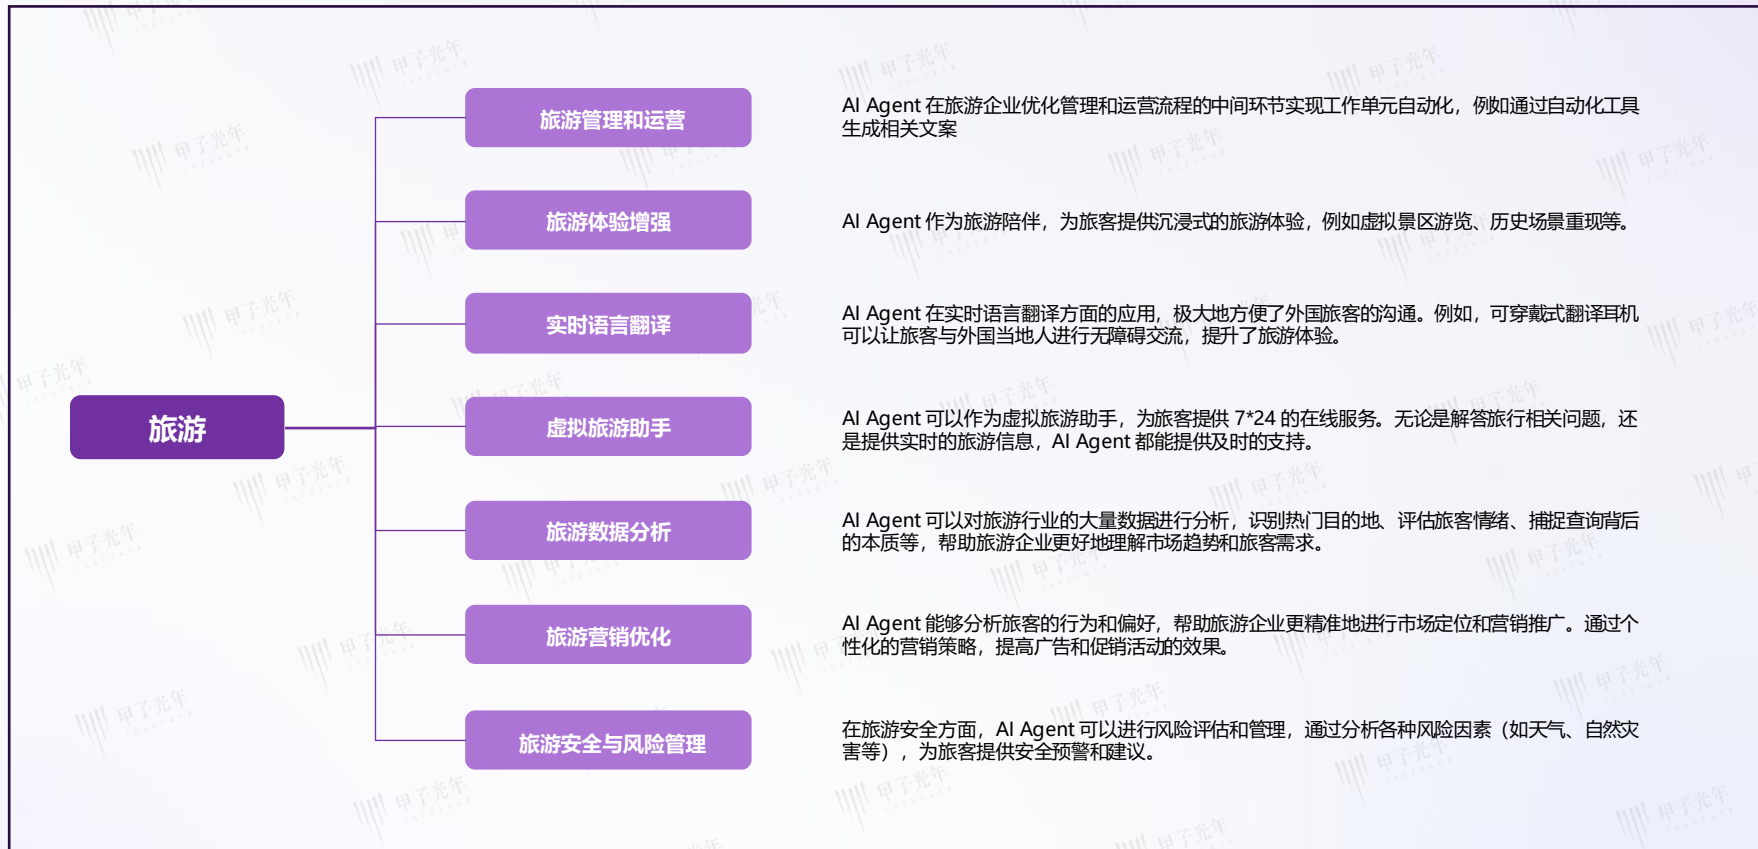 旅游管理和运营
AI Agent 在旅游企业优化管理和运营流程的中间环节实现工作单元自动化，例如通过自动化工具
生成相关文案
旅游体验增强
AI Agent 作为旅游陪伴，为旅客提供沉浸式的旅游体验，例如虚拟景区游览、历史场景重现等。
实时语言翻译
AI Agent 在实时语言翻译方面的应用，极大地方便了外国旅客的沟通。例如，可穿戴式翻译耳机
可以让旅客与外国当地人进行无障碍交流，提升了旅游体验。
旅游
虚拟旅游助手
AI Agent 可以作为虚拟旅游助手，为旅客提供 7*24 的在线服务。无论是解答旅行相关问题，还
是提供实时的旅游信息，AI Agent 都能提供及时的支持。
旅游数据分析
AI Agent 可以对旅游行业的大量数据进行分析，识别热门目的地、评估旅客情绪、捕捉查询背后
的本质等，帮助旅游企业更好地理解市场趋势和旅客需求。
旅游营销优化
AI Agent 能够分析旅客的行为和偏好，帮助旅游企业更精准地进行市场定位和营销推广。通过个
性化的营销策略，提高广告和促销活动的效果。
旅游安全与风险管理
在旅游安全方面，AI Agent 可以进行风险评估和管理，通过分析各种风险因素（如天气、自然灾
害等），为旅客提供安全预警和建议。
甲子光年